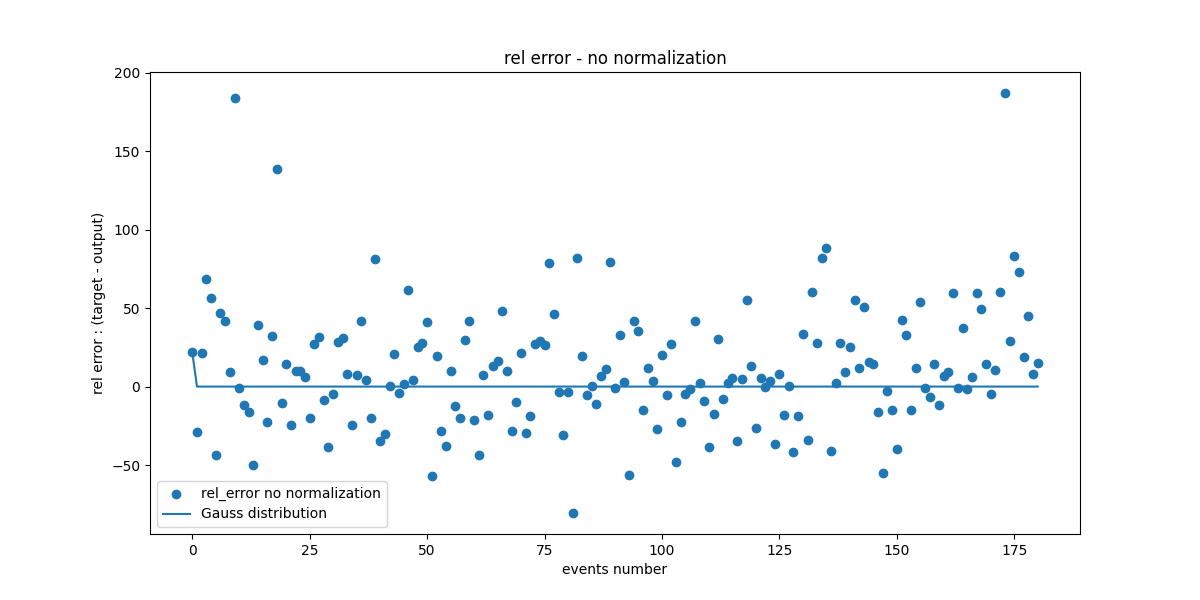 rel error - no normalization
rel error : (target - output)
200
150
100
50
0
−50
rel_error no normalization
Gauss distribution
0 25 50 75 100 125 150 175
events number